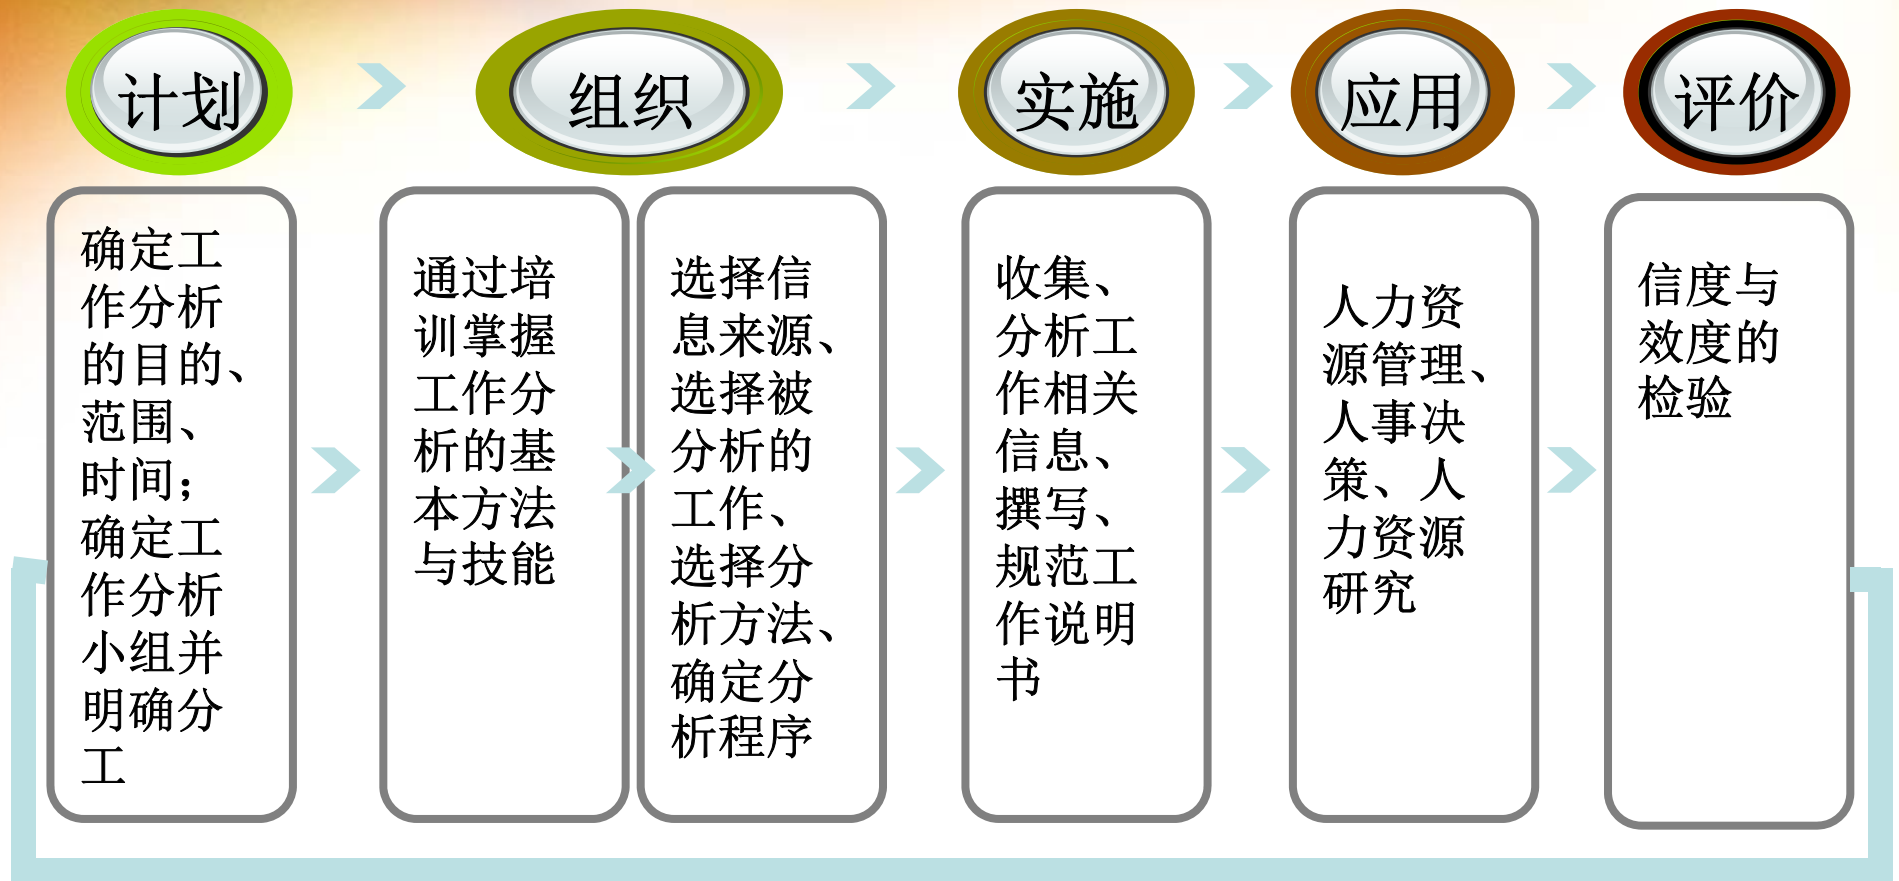 计划
组织
实施
应用
评价
确定工
作分析
的目的、
范围、
时间；
确定工
作分析
小组并
明确分
工
通过培
训掌握
工作分
析的基
本方法
与技能
选择信
息来源、
选择被
分析的
工作、
选择分
析方法、
确定分
析程序
收集、
分析工
作相关
信息、
撰写、
规范工
作说明
书
人力资
源管理、
人事决
策、人
力资源
研究
信度与
效度的
检验